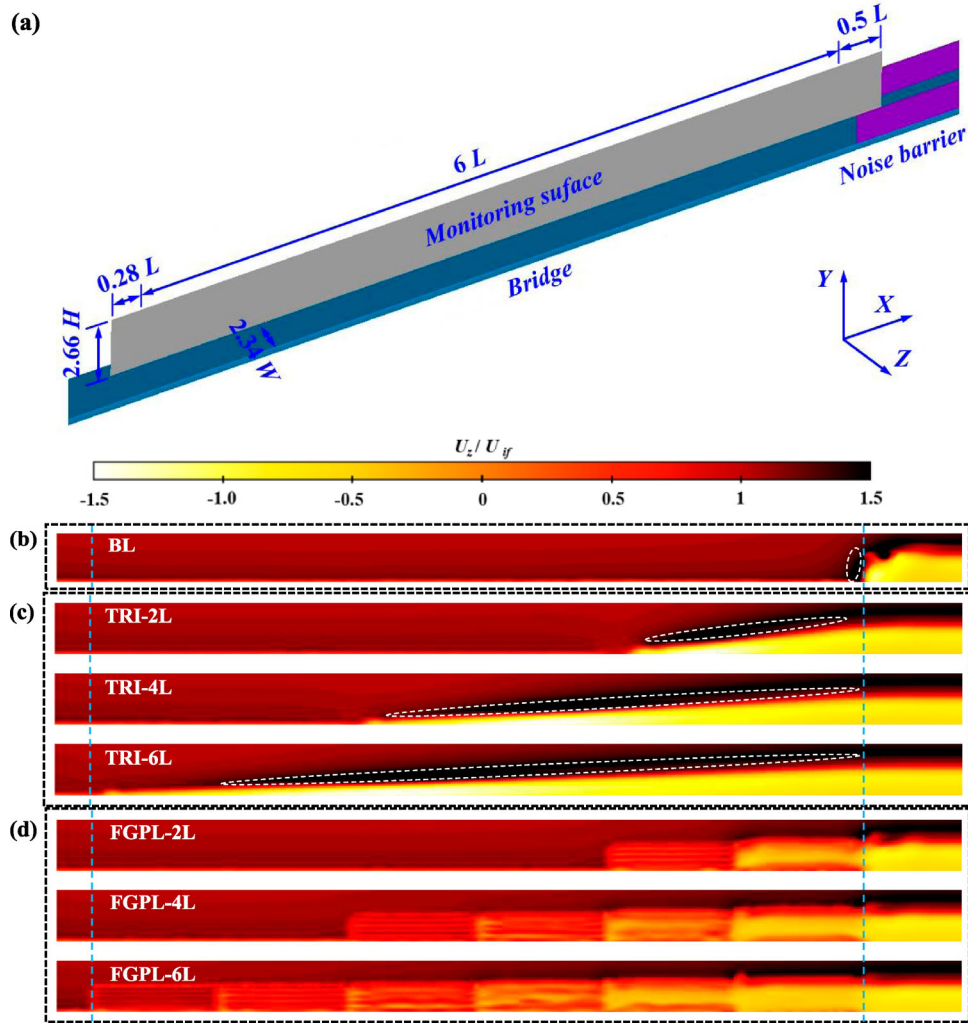 (a)
0.5 L
6 L
Noise barrier
Monitoring suface
0.28 L
Bridge
2.66 H
2.34 W
Y
X
Z
U_z / U_if
-1.5 -1.0 -0.5 0 0.5 1 1.5
(b)
BL
(c)
TRI-2L
TRI-4L
TRI-6L
(d)
FGPL-2L
FGPL-4L
FGPL-6L